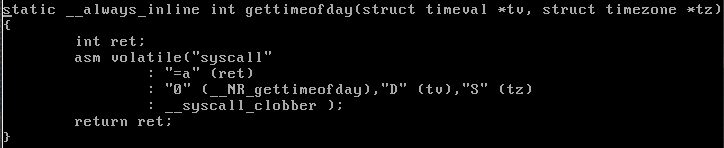 static __always_inline int gettimeofday(struct timeval *tv, struct timezone *tz)
{
        int ret;
        asm volatile("syscall"
                : "=a" (ret)
                : "0" (__NR_gettimeofday),"D" (tv),"S" (tz)
                : __syscall_clobber );
        return ret;
}